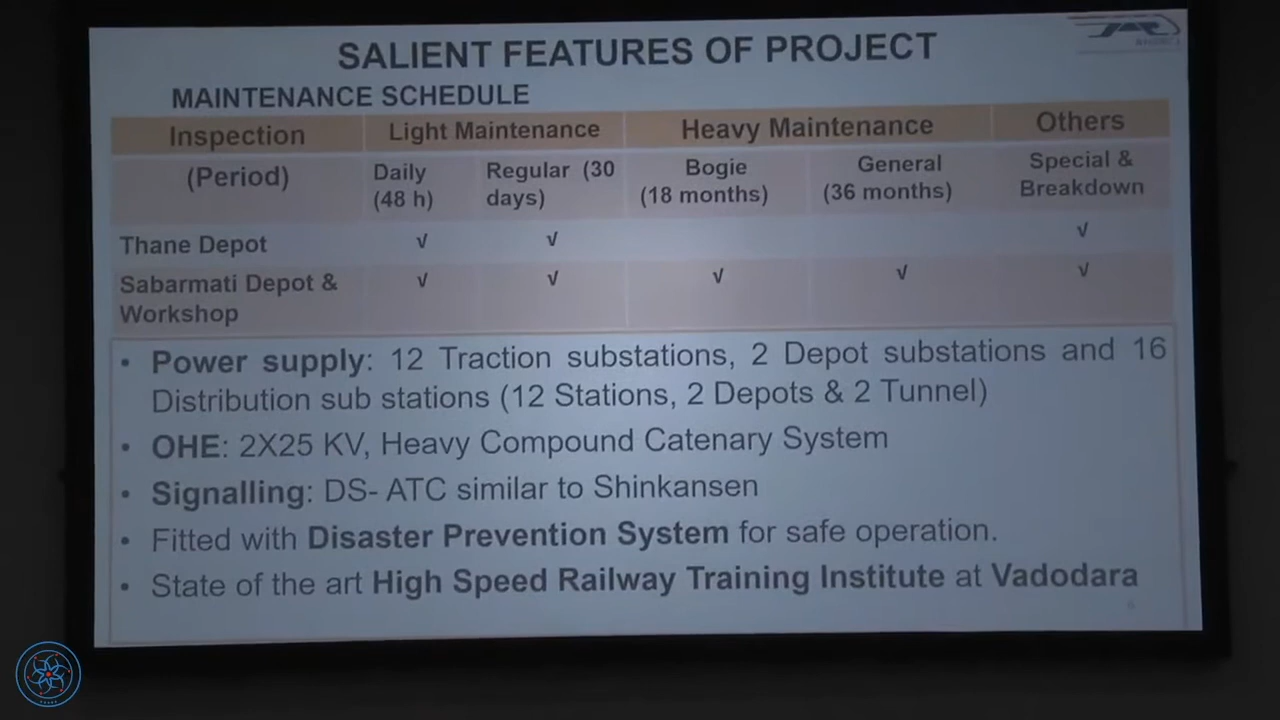 SALIENT FEATURES OF PROJECT
MAINTENANCE SCHEDULE
Inspection Light Maintenance Heavy Maintenance Others
(Period) Daily (48 h) Regular (30 days) Bogie (18 months) General (36 months) Special & Breakdown
Thane Depot √ √ √
Sabarmati Depot & Workshop √ √ √ √ √
• Power supply: 12 Traction substations, 2 Depot substations and 16
Distribution sub stations (12 Stations, 2 Depots & 2 Tunnel)
• OHE: 2X25 KV, Heavy Compound Catenary System
• Signalling: DS- ATC similar to Shinkansen
• Fitted with Disaster Prevention System for safe operation.
• State of the art High Speed Railway Training Institute at Vadodara